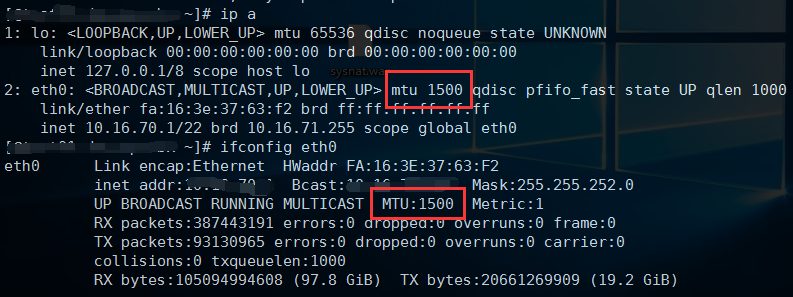 ]# ip a
1: lo: <LOOPBACK,UP,LOWER_UP> mtu 65536 qdisc noqueue state UNKNOWN
link/loopback 00:00:00:00:00:00 brd 00:00:00:00:00:00
inet 127.0.0.1/8 scope host lo
2: eth0: <BROADCAST,MULTICAST,UP,LOWER_UP> mtu 1500 qdisc pfifo_fast state UP qlen 1000
link/ether fa:16:3e:37:63:f2 brd ff:ff:ff:ff:ff:ff
inet 10.16.70.1/22 brd 10.16.71.255 scope global eth0
~]# ifconfig eth0
eth0 Link encap:Ethernet HWaddr FA:16:3E:37:63:F2
inet addr: Bcast: Mask:255.255.252.0
UP BROADCAST RUNNING MULTICAST MTU:1500 Metric:1
RX packets:387443191 errors:0 dropped:0 overruns:0 frame:0
TX packets:93130965 errors:0 dropped:0 overruns:0 carrier:0
collisions:0 txqueuelen:1000
RX bytes:105094994608 (97.8 GiB) TX bytes:20661269909 (19.2 GiB)